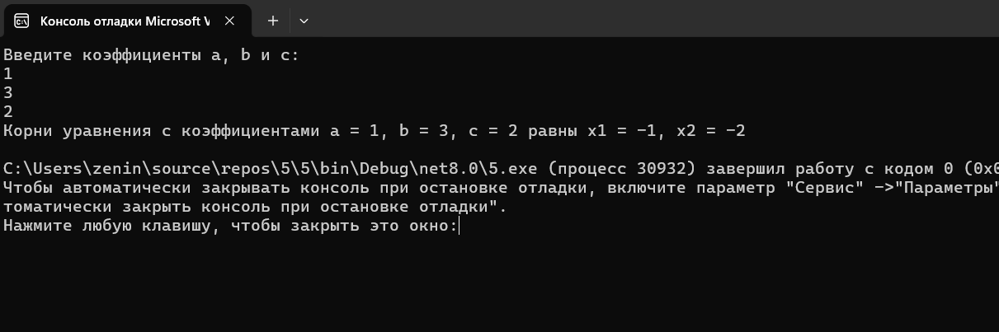 Консоль отладки Microsoft V
Введите коэффициенты a, b и c:
1
3
2
Корни уравнения с коэффициентами a = 1, b = 3, c = 2 равны x1 = -1, x2 = -2
C:\Users\zenin\source\repos\5\5\bin\Debug\net8.0\5.exe (процесс 30932) завершил работу с кодом 0 (0x0
Чтобы автоматически закрывать консоль при остановке отладки, включите параметр "Сервис" ->"Параметры"
томатически закрыть консоль при остановке отладки".
Нажмите любую клавишу, чтобы закрыть это окно: